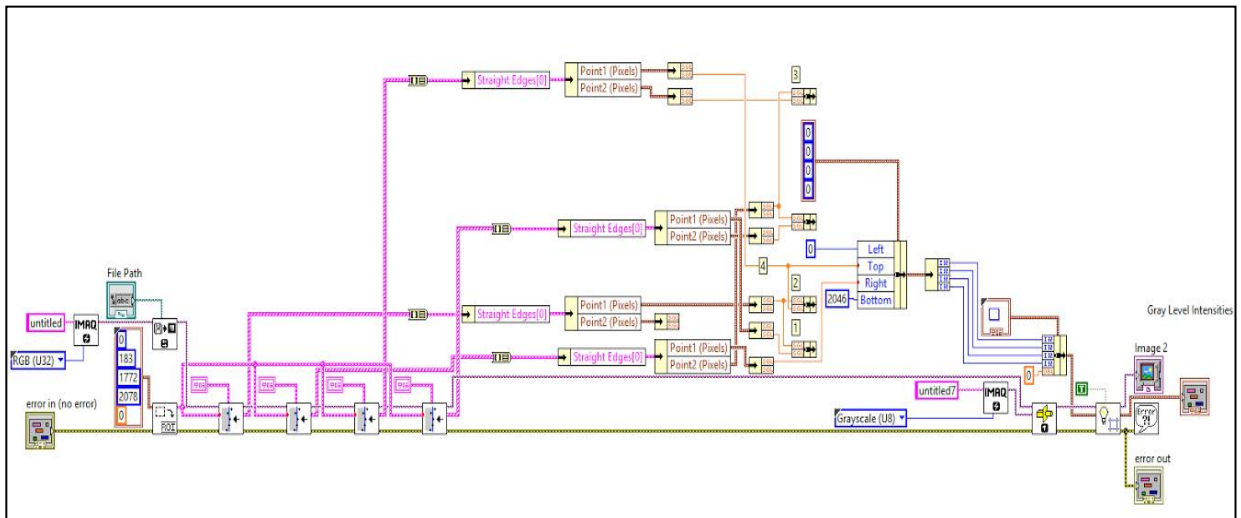 Point1 (Pixels)
Straight Edges[0]
Point2 (Pixels)
3
0
0
0
0
Point1 (Pixels)
Straight Edges[0]
Point2 (Pixels)
0
Left
4
Top
File Path
Right
abc
2
2046
Bottom
Point1 (Pixels)
untitled
IMAQ
Straight Edges[0]
Point2 (Pixels)
Gray Level Intensities
0
1
RGB (U32)
183
Point1 (Pixels)
Image 2
1772
Straight Edges[0]
Point2 (Pixels)
0
2078
untitled7
IMAQ
T
error in (no error)
0
Grayscale (U8)
Error
?!
ROI
error out